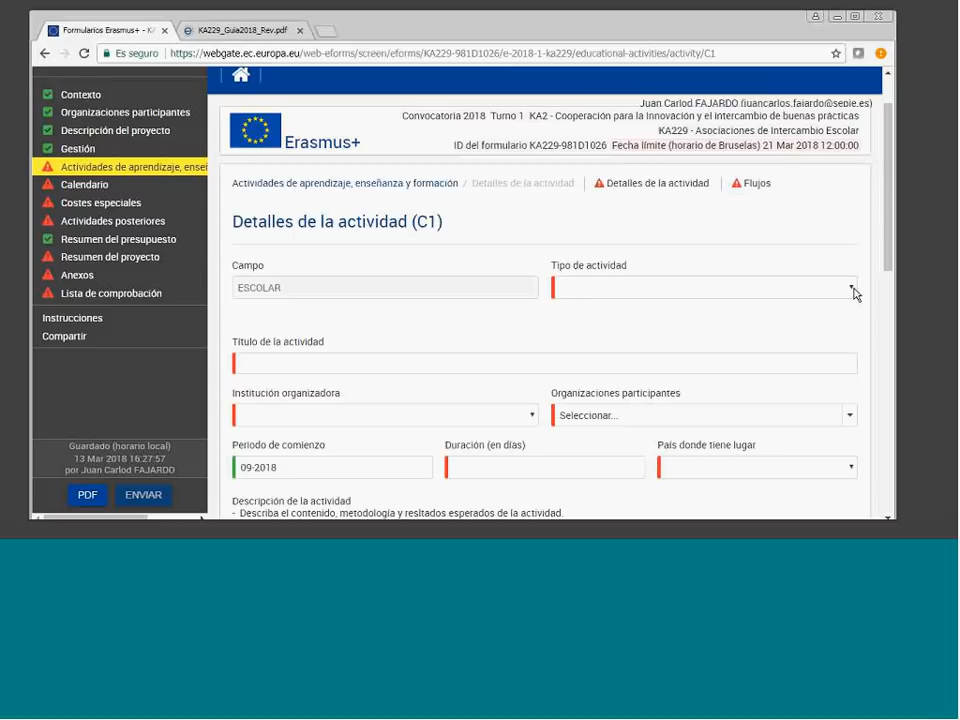 Formularios Erasmus+ - KA
KA229_Guia2018_Rev.pdf
Es seguro
https://webgate.ec.europa.eu/web-eforms/screen/eforms/KA229-981D1026/e-2018-1-ka229/educational-activities/activity/C1
Contexto
Organizaciones participantes
Descripción del proyecto
Gestión
Actividades de aprendizaje, enseñ
Calendario
Costes especiales
Actividades posteriores
Resumen del presupuesto
Resumen del proyecto
Anexos
Lista de comprobación
Instrucciones
Compartir
Guardado (horario local)
13 Mar 2018 16:27:57
por Juan Carlod FAJARDO
PDF
ENVIAR
Juan Carlod FAJARDO (juancarlos.fajardo@sepie.es)
Erasmus+
Convocatoria 2018 Turno 1 KA2 - Cooperación para la Innovación y el intercambio de buenas prácticas
KA229 - Asociaciones de Intercambio Escolar
ID del formulario KA229-981D1026 Fecha límite (horario de Bruselas) 21 Mar 2018 12:00:00
Actividades de aprendizaje, enseñanza y formación / Detalles de la actividad
Detalles de la actividad
Flujos
Detalles de la actividad (C1)
Campo
Tipo de actividad
ESCOLAR
Título de la actividad
Institución organizadora
Organizaciones participantes
Seleccionar...
Periodo de comienzo
Duración (en días)
País donde tiene lugar
09-2018
Descripción de la actividad
- Describa el contenido, metodología y resltados esperados de la actividad.